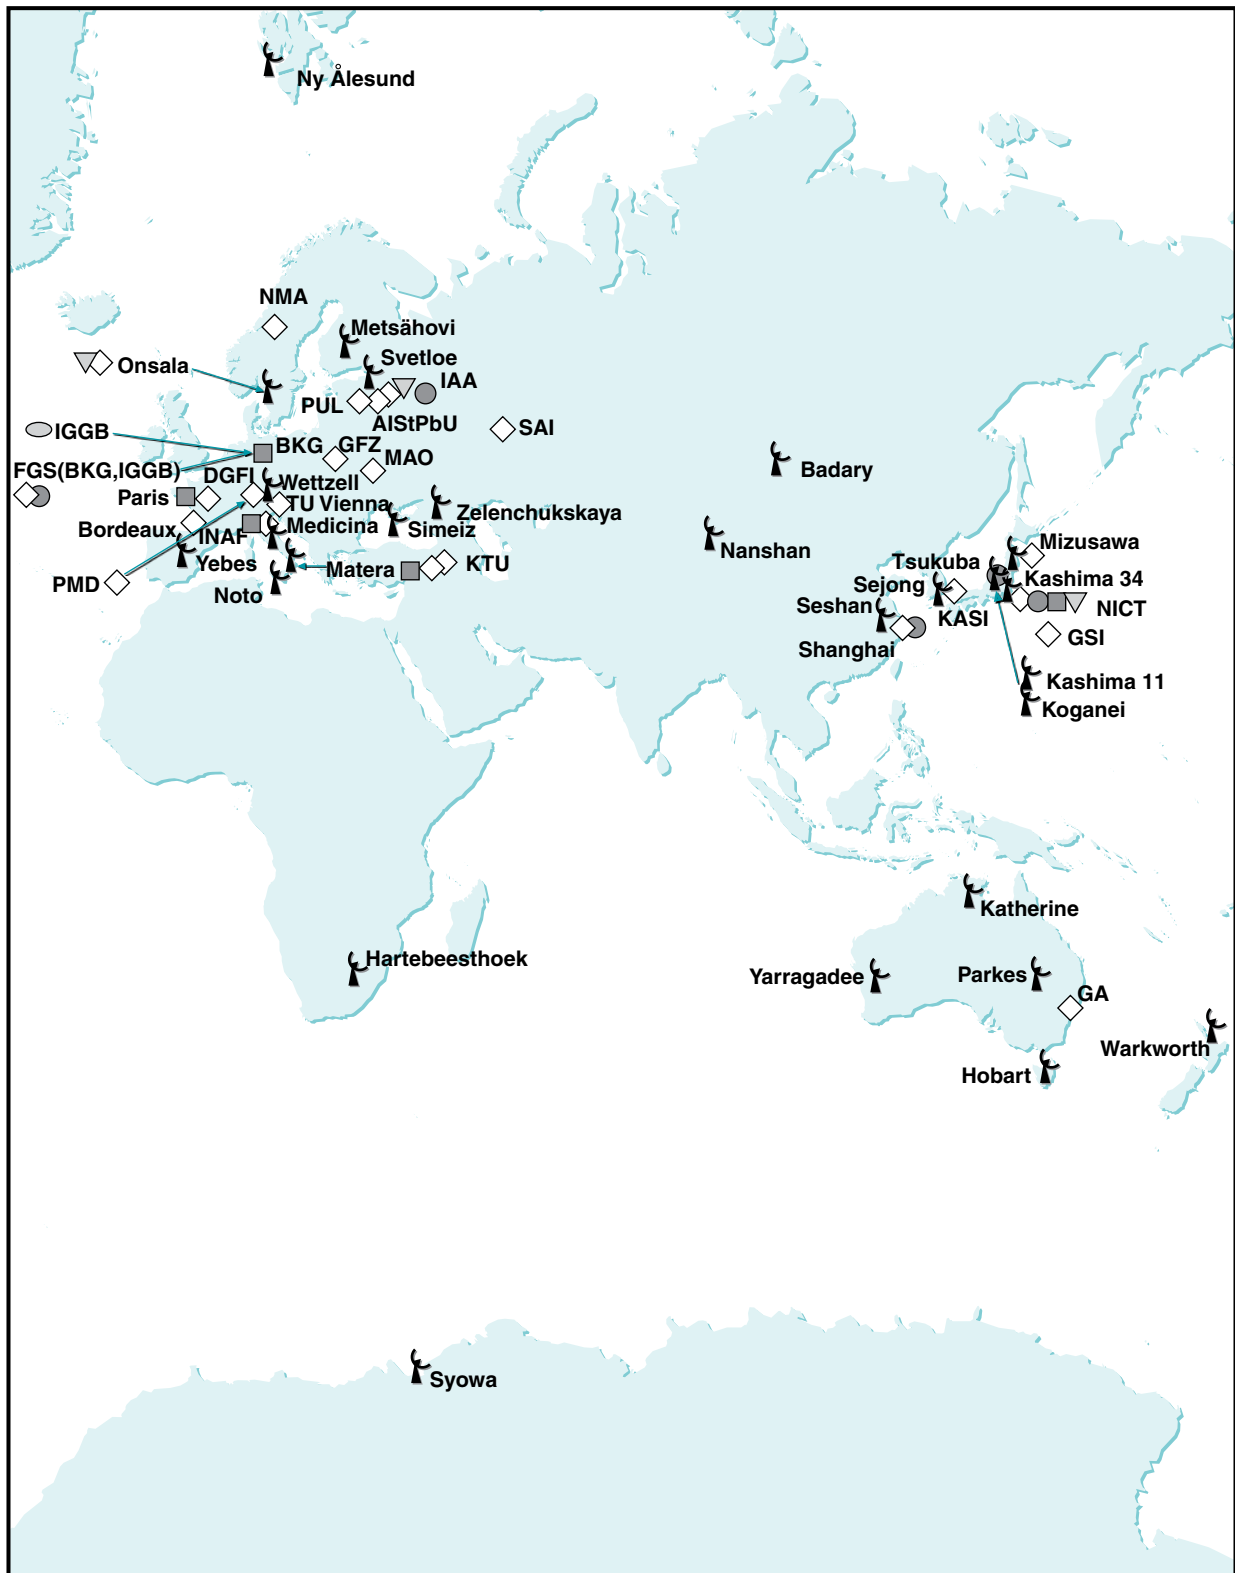 Ny Ålesund
NMA
Metsähovi
Onsala
Svetloe
IAA
PUL
AIStPbU
SAI
IGGB
BKG
GFZ
MAO
FGS(BKG,IGGB)
DGFI
Wettzell
Badary
Paris
TU Vienna
Zelenchukskaya
Bordeaux
INAF
Medicina
Simeiz
Nanshan
Mizusawa
Yebes
Matera
KTU
Tsukuba
PMD
Noto
Sejong
Kashima 34
Seshan
KASI
NICT
Shanghai
GSI
Kashima 11
Koganei
Katherine
Hartebeesthoek
Yarragadee
Parkes
GA
Warkworth
Hobart
Syowa